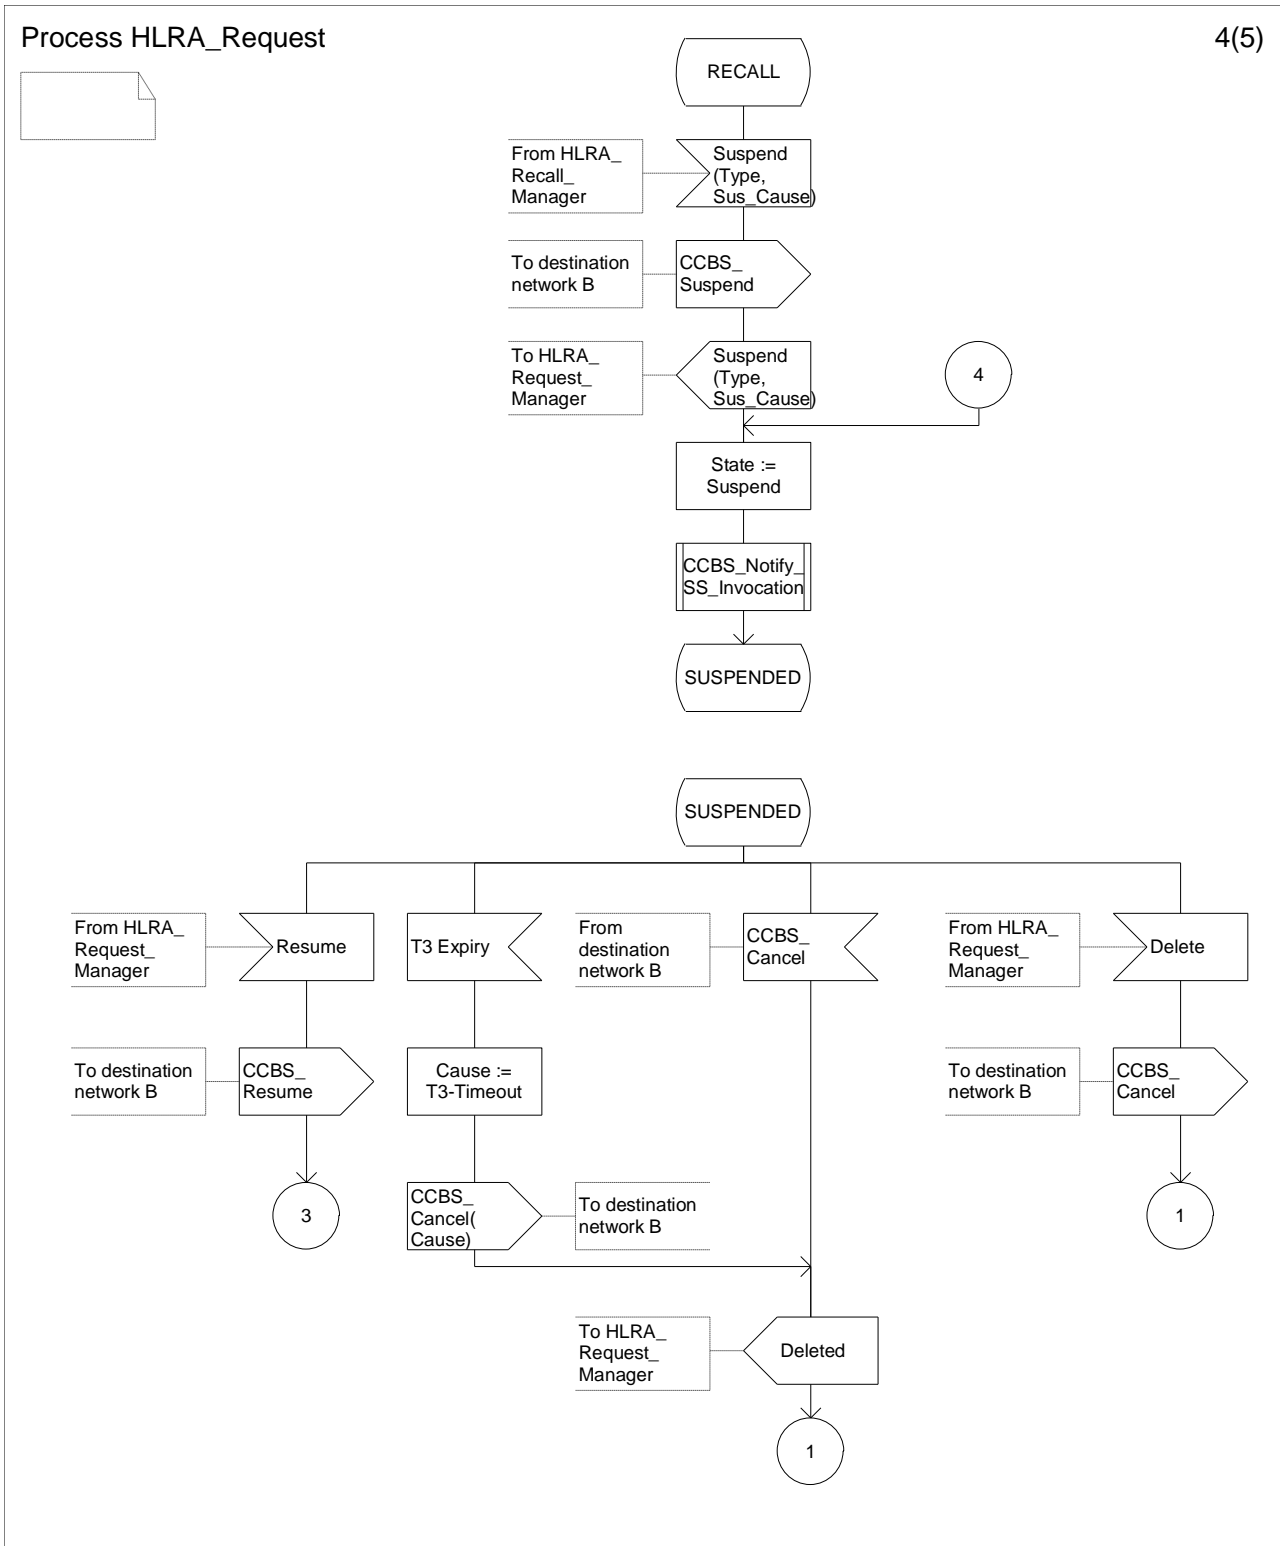 Process HLRA_Request
4(5)
RECALL
From HLRA_
Recall_
Manager
Suspend
(Type,
Sus_Cause)
To destination
network B
CCBS_
Suspend
To HLRA_
Request_
Manager
Suspend
(Type,
Sus_Cause)
4
State :=
Suspend
CCBS_Notify_
SS_Invocation
SUSPENDED
SUSPENDED
From HLRA_
Request_
Manager
Resume
T3 Expiry
From
destination
network B
CCBS_
Cancel
From HLRA_
Request_
Manager
Delete
To destination
network B
CCBS_
Resume
Cause :=
T3-Timeout
To destination
network B
CCBS_
Cancel
3
CCBS_
Cancel(
Cause)
To destination
network B
1
To HLRA_
Request_
Manager
Deleted
1